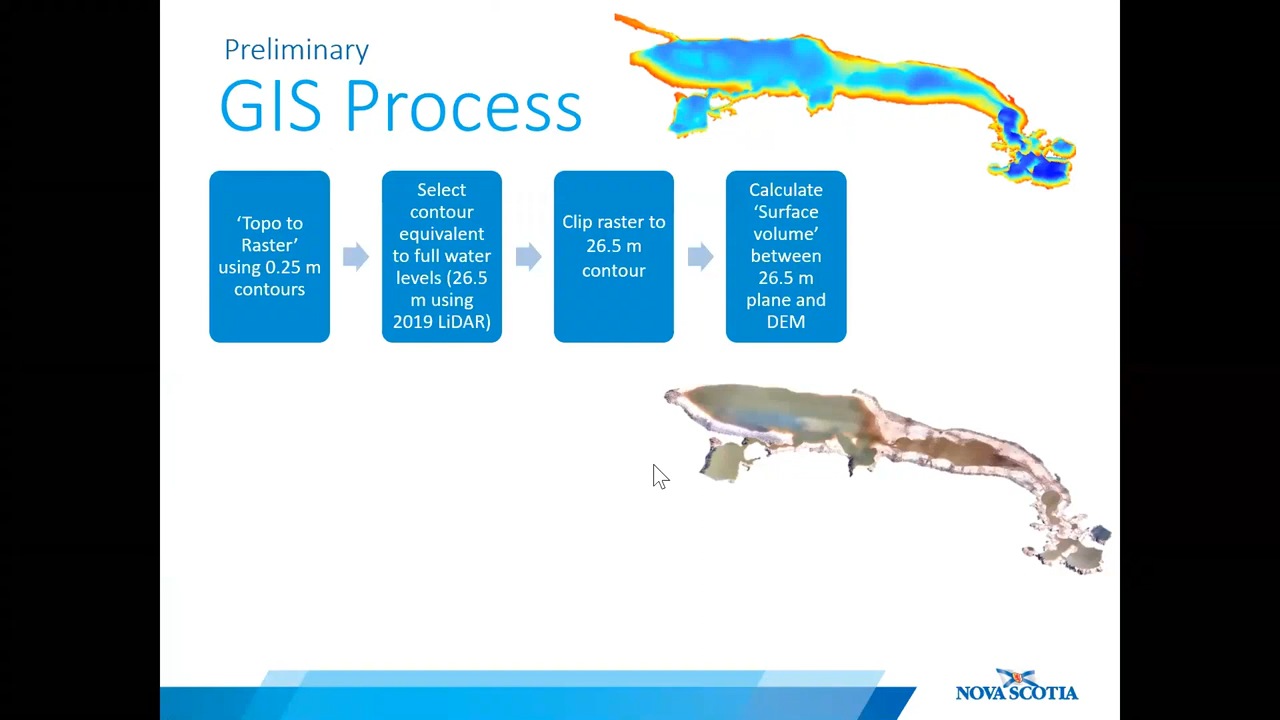 Preliminary
GIS Process
‘Topo to
Raster’
using 0.25 m
contours
Select
contour
equivalent
to full water
levels (26.5
m using
2019 LiDAR)
Clip raster to
26.5 m
contour
Calculate
‘Surface
volume’
between
26.5 m
plane and
DEM
NOVA SCOTIA